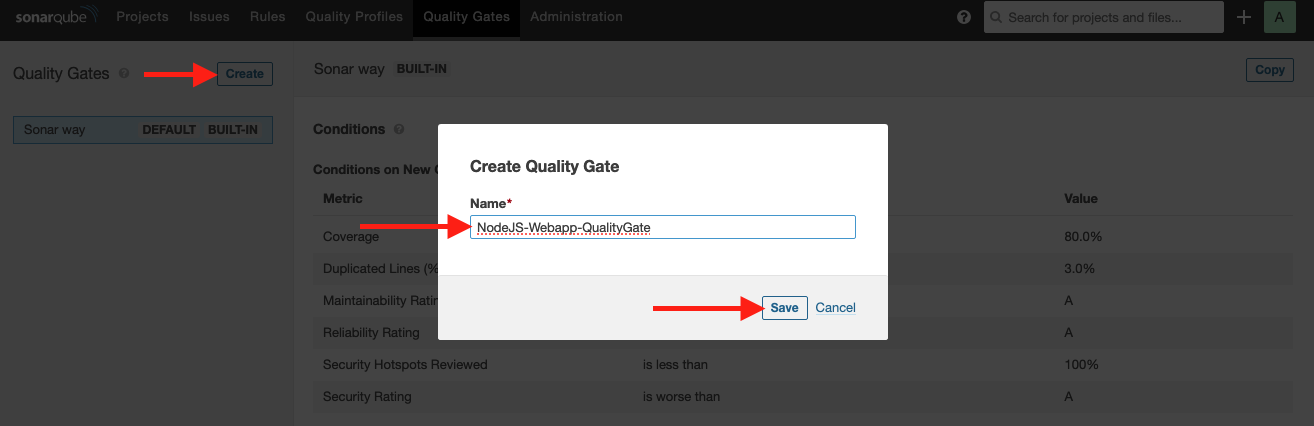 sonarqube Projects Issues Rules Quality Profiles Quality Gates Administration ? Search for projects and files... A
Quality Gates ? Create
Sonar way DEFAULT BUILT-IN
Sonar way BUILT-IN Copy
Conditions ?
Conditions on New
Metric Value
Coverage 80.0%
Duplicated Lines (% 3.0%
Maintainability A
Reliability Rating A
Security Hotspots Reviewed is less than 100%
Security Rating is worse than A
Create Quality Gate
Name*
NodeJS-Webapp-QualityGate
Save Cancel